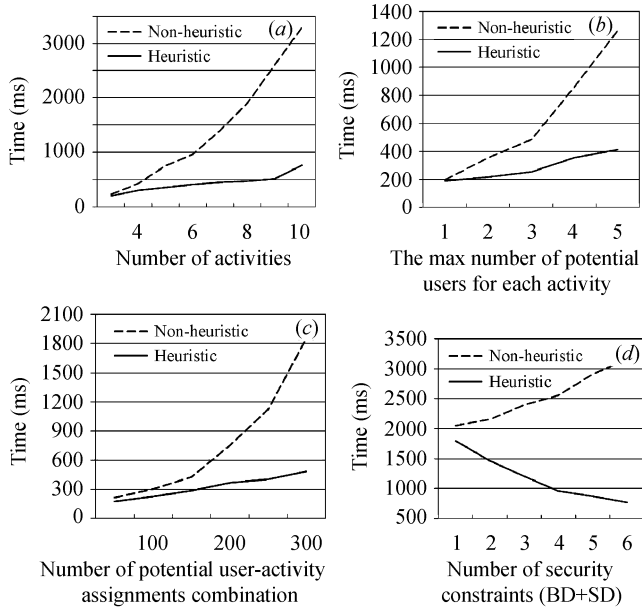 (a)
Non-heuristic
Heuristic
3000
2000
1000
0
Time (ms)
4 6 8 10
Number of activities
(b)
Non-heuristic
Heuristic
1400
1200
1000
800
600
400
200
0
Time (ms)
1 2 3 4 5
The max number of potential
users for each activity
(c)
Non-heuristic
Heuristic
2100
1800
1500
1200
900
600
300
0
Time (ms)
100 200 300
Number of potential user-activity
assignments combination
(d)
Non-heuristic
Heuristic
3500
3000
2500
2000
1500
1000
500
Time (ms)
1 2 3 4 5 6
Number of security
constraints (BD+SD)